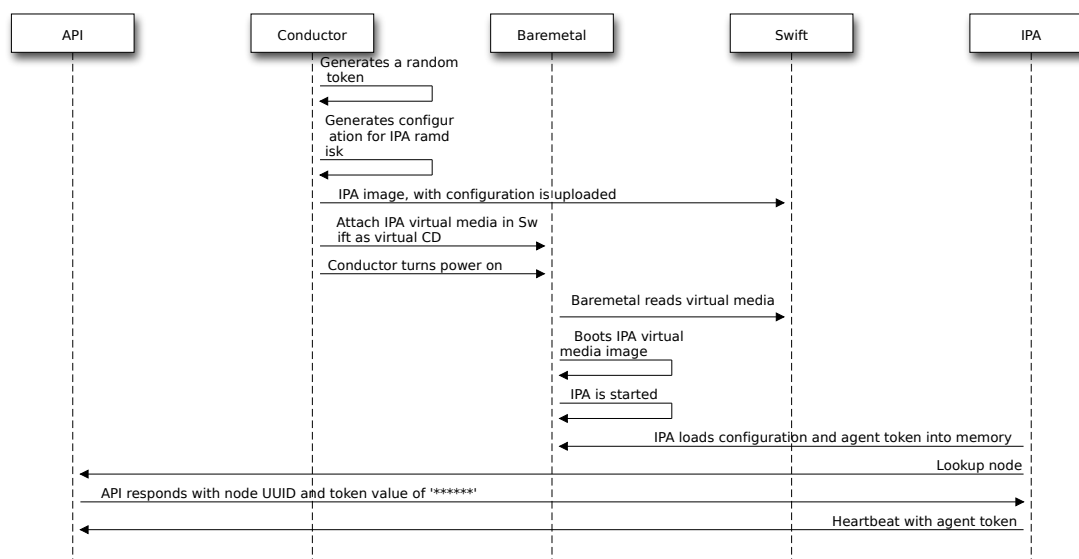 API
Conductor
Baremetal
Swift
IPA
Generates a random
token
Generates configur
ation for IPA ramd
isk
IPA image, with configuration is uploaded
Attach IPA virtual media in Sw
ift as virtual CD
Conductor turns power on
Baremetal reads virtual media
Boots IPA virtual
media image
IPA is started
IPA loads configuration and agent token into memory
Lookup node
API responds with node UUID and token value of '******'
Heartbeat with agent token